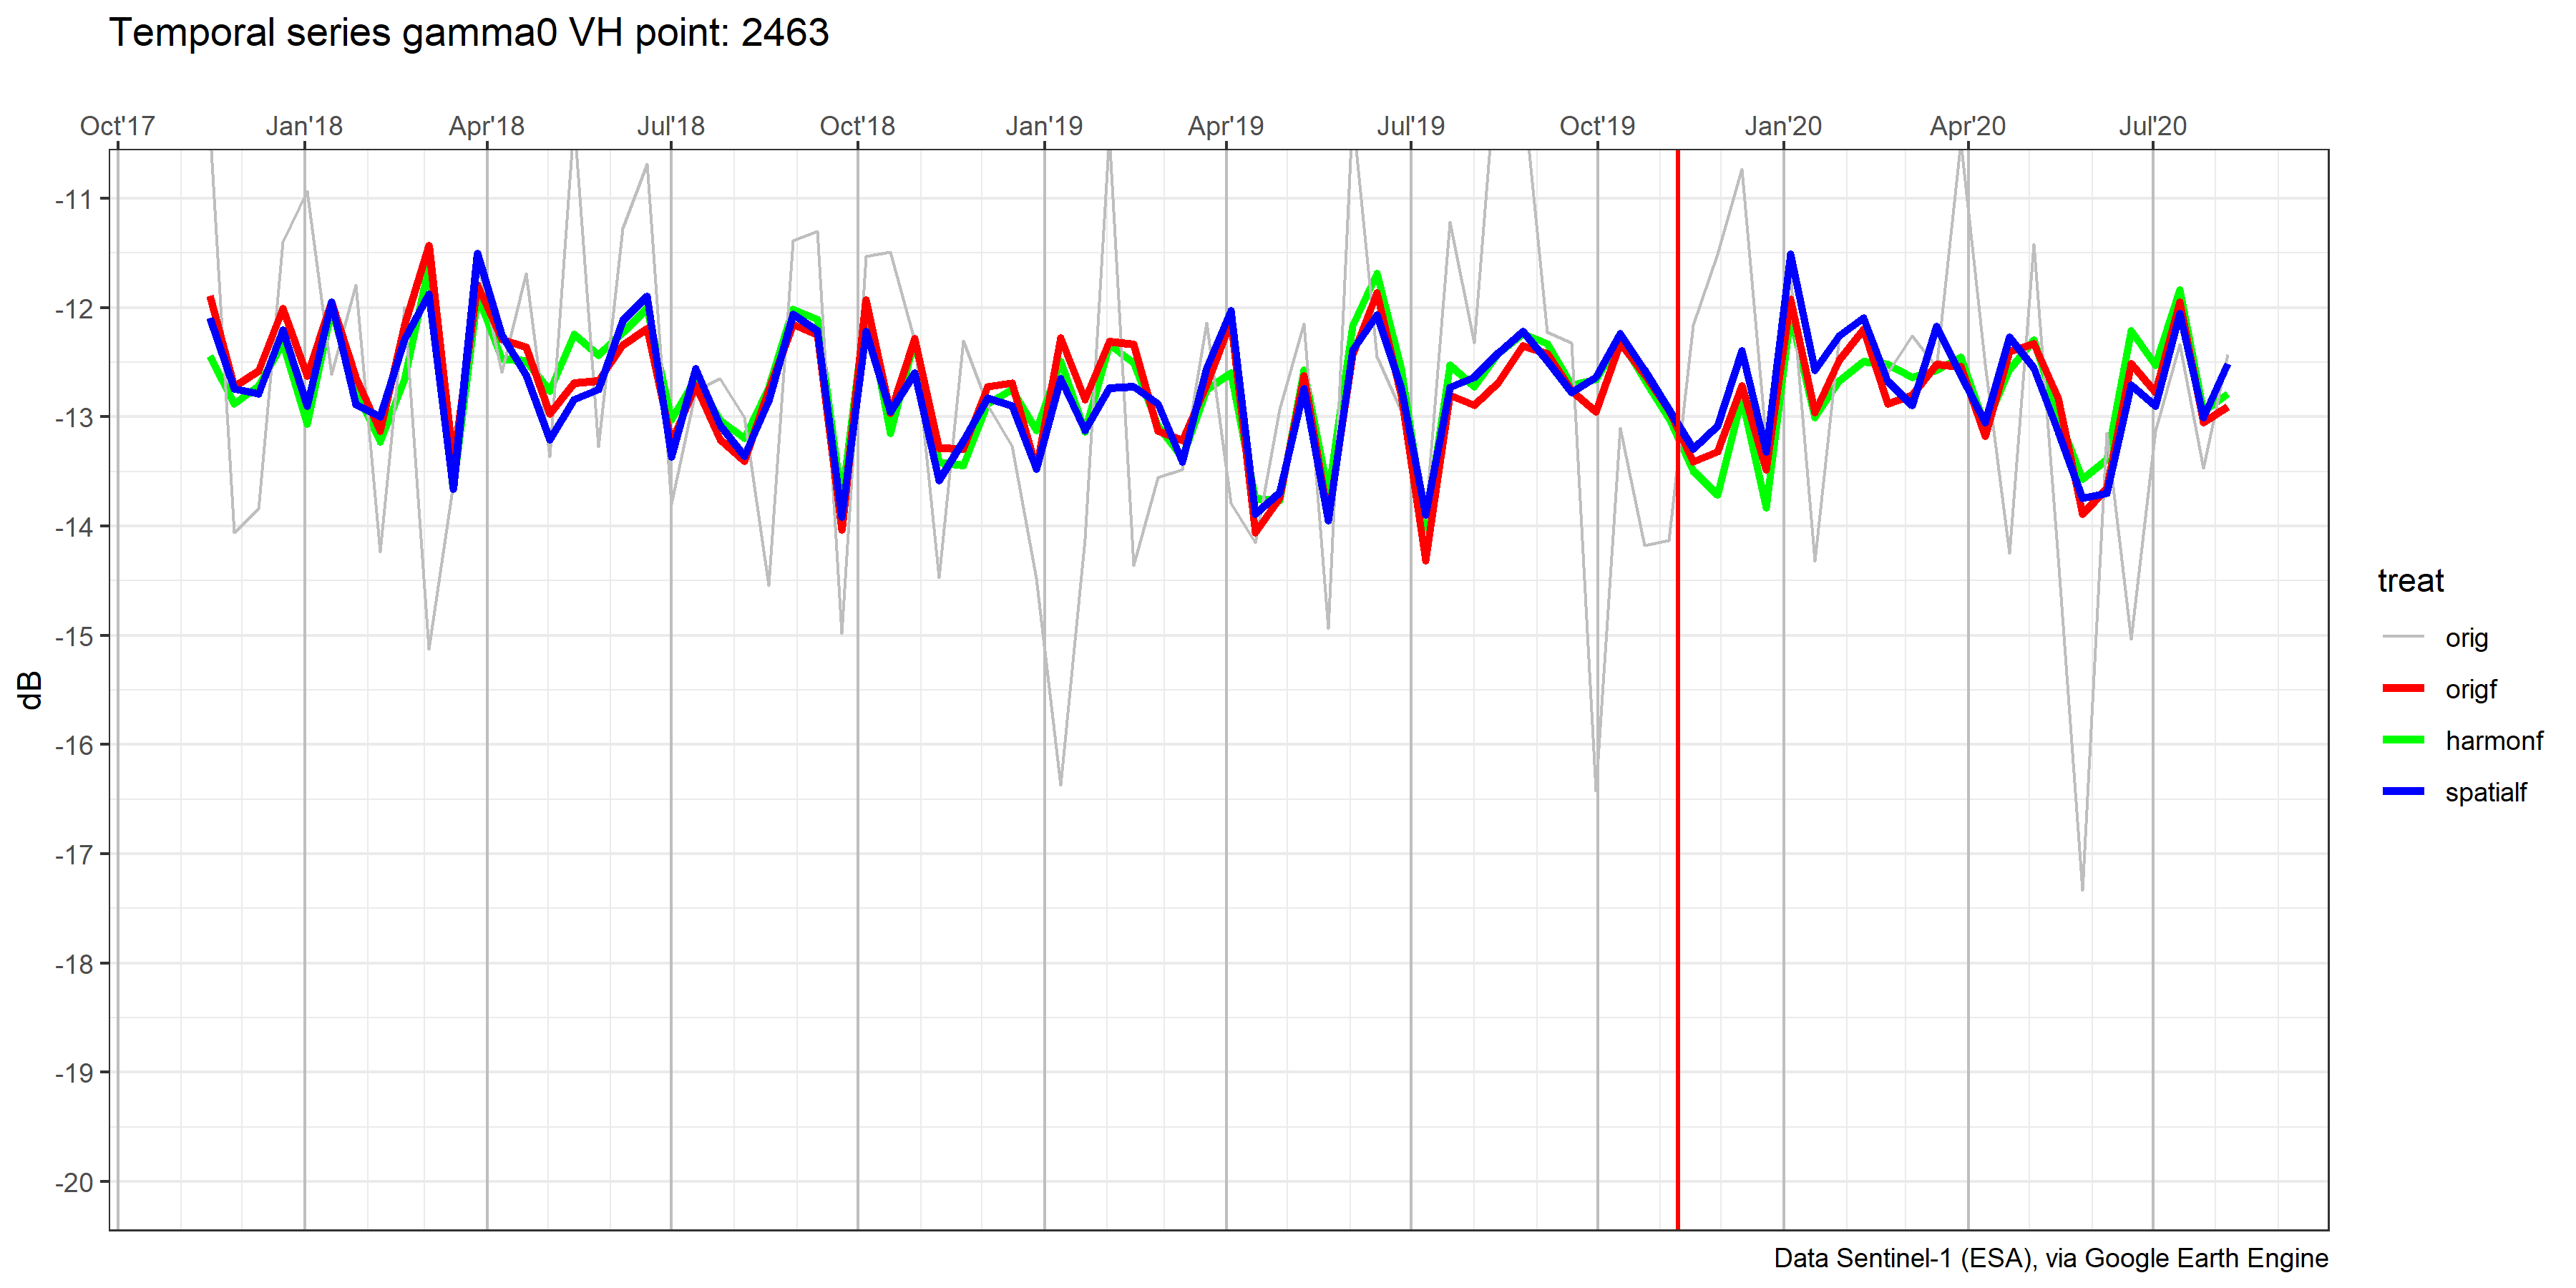 Temporal series gamma0 VH point: 2463
Oct'17 Jan'18 Apr'18 Jul'18 Oct'18 Jan'19 Apr'19 Jul'19 Oct'19 Jan'20 Apr'20 Jul'20
-11
-12
-13
-14
-15
-16
-17
-18
-19
-20
dB
treat
orig
origf
harmonf
spatialf
Data Sentinel-1 (ESA), via Google Earth Engine